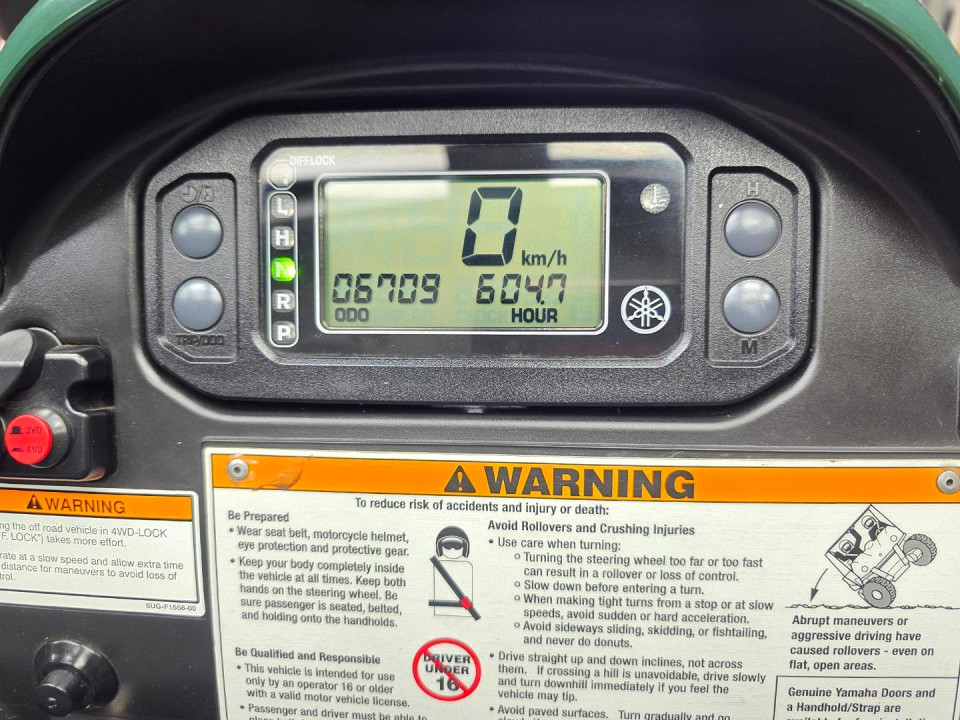 DIFF.LOCK
L
H
N
R
P
0
km/h
06709
604.7
ODO
HOUR
TRIP/ODO
H
M
2WD
4WD
WARNING
ng the off road vehicle in 4WD-LOCK
FF. LOCK") takes more effort.
rate at a slow speed and allow extra time
distance for maneuvers to avoid loss of
trol.
5UG-F1556-00
WARNING
To reduce risk of accidents and injury or death:
Be Prepared
• Wear seat belt, motorcycle helmet,
eye protection and protective gear.
• Keep your body completely inside
the vehicle at all times. Keep both
hands on the steering wheel. Be
sure passenger is seated, belted,
and holding onto the handholds.
Be Qualified and Responsible
• This vehicle is intended for use
only by an operator 16 or older
with a valid motor vehicle license.
• Passenger and driver must be able to
DRIVER
UNDER
16
Avoid Rollovers and Crushing Injuries
• Use care when turning:
o Turning the steering wheel too far or too fast
can result in a rollover or loss of control.
o Slow down before entering a turn.
o When making tight turns from a stop or at slow
speeds, avoid sudden or hard acceleration.
o Avoid sideways sliding, skidding, or fishtailing,
and never do donuts.
• Drive straight up and down inclines, not across
them. If crossing a hill is unavoidable, drive slowly
and turn downhill immediately if you feel the
vehicle may tip.
• Avoid paved surfaces. Turn gradually and go
Abrupt maneuvers or
aggressive driving have
caused rollovers - even on
flat, open areas.
Genuine Yamaha Doors and
a Handhold/Strap are